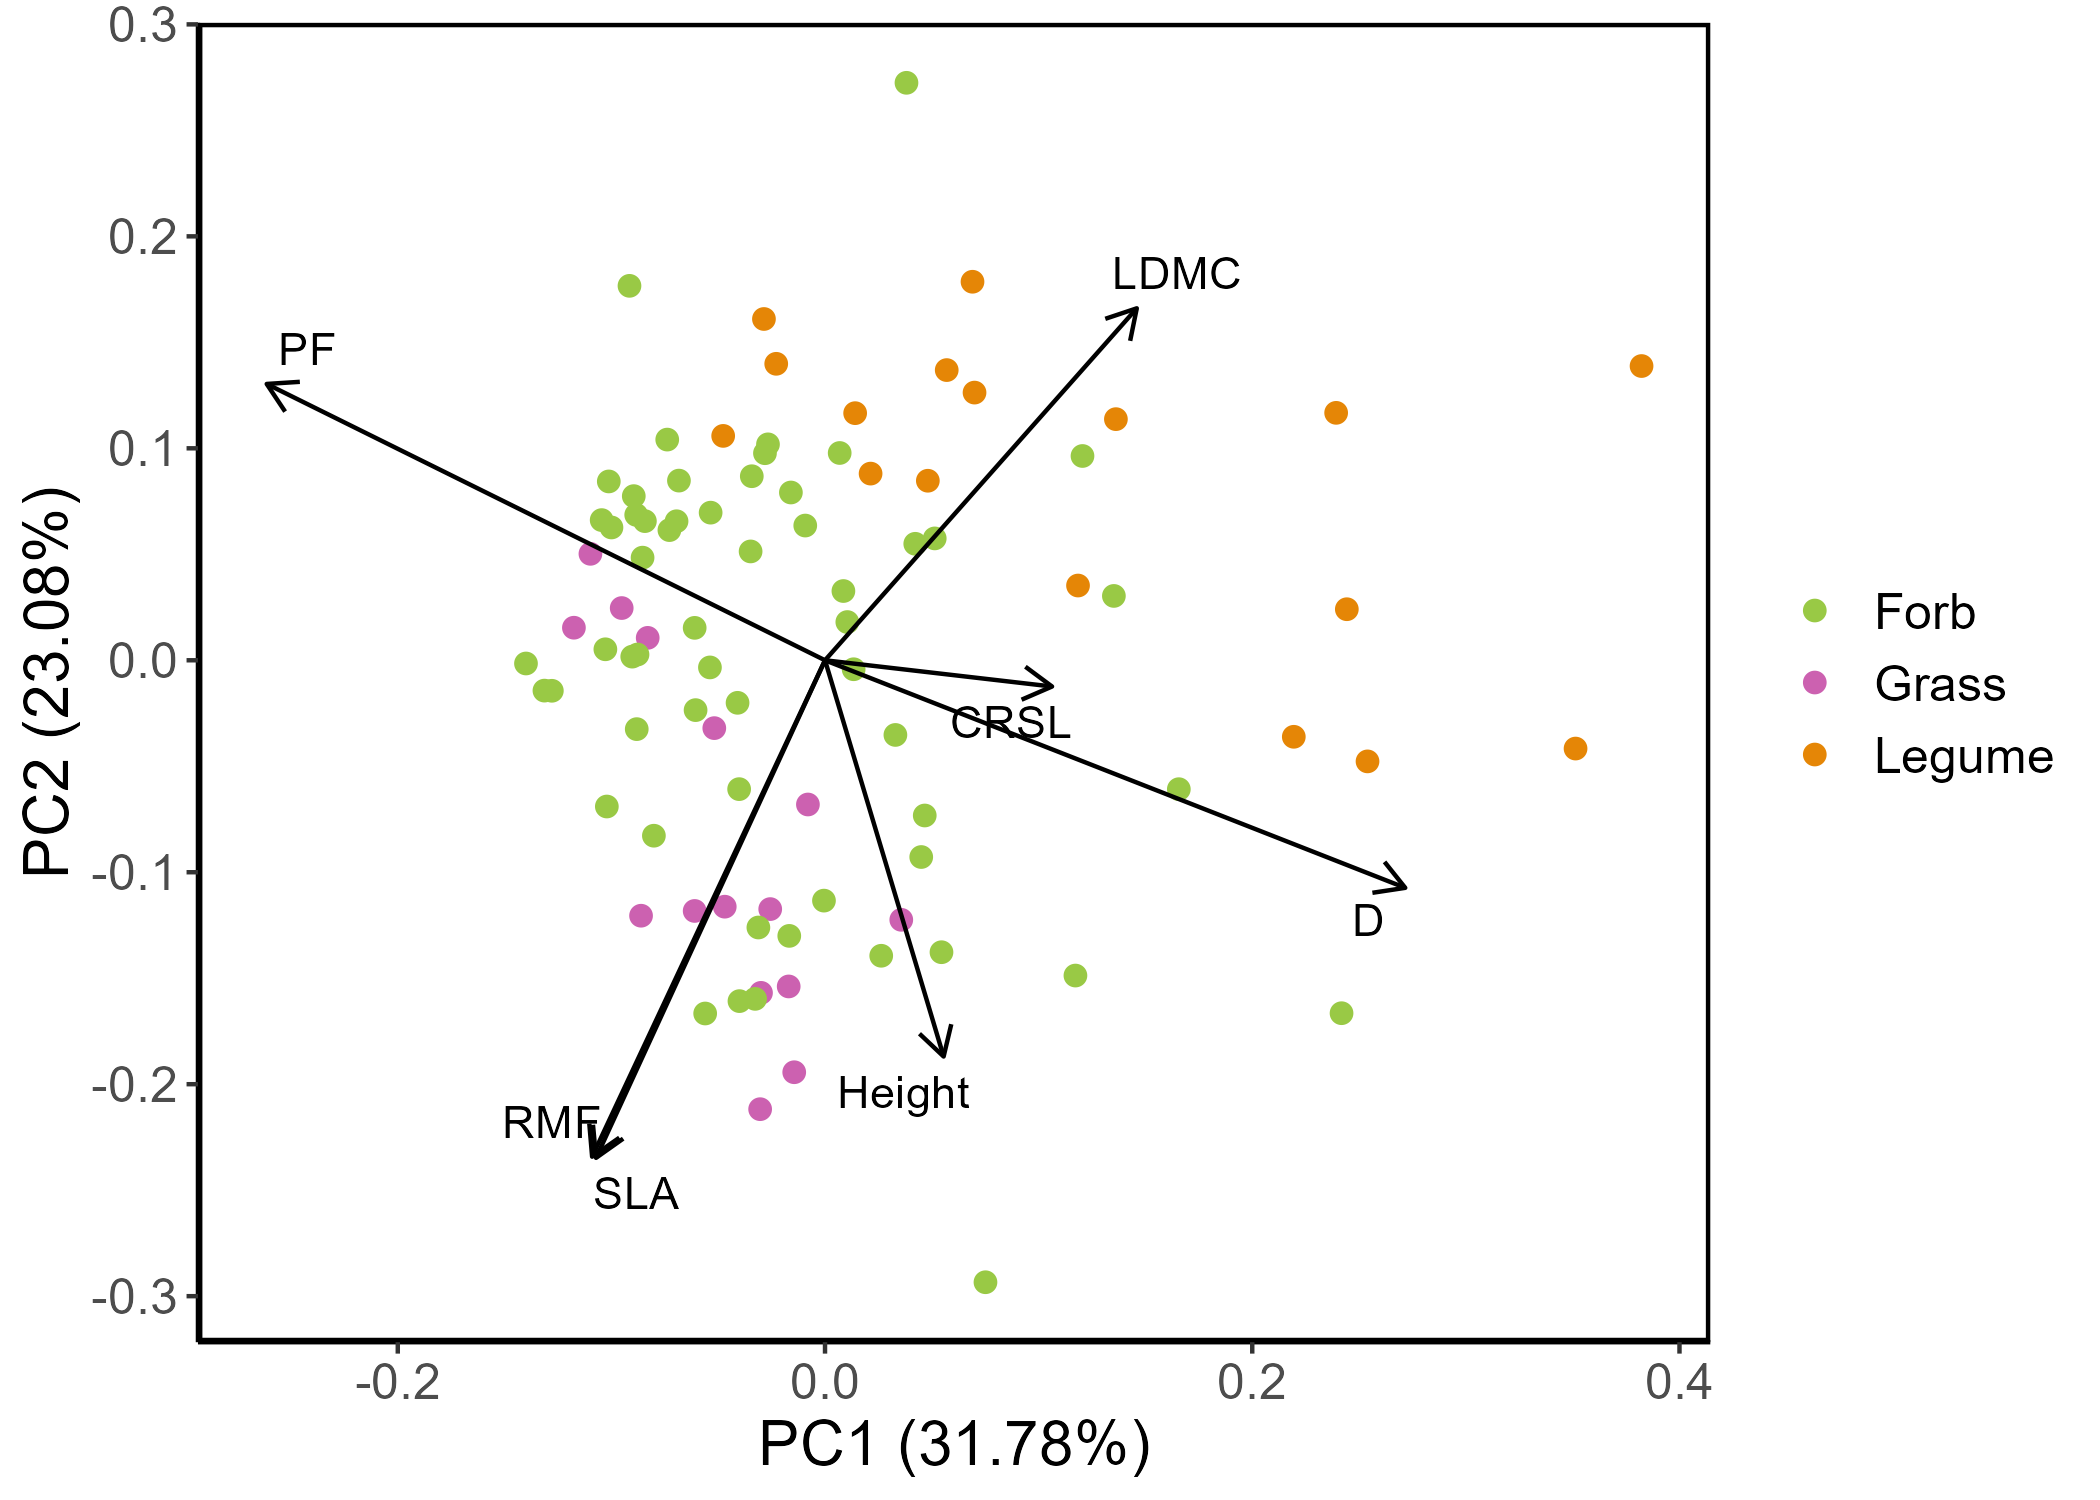 0.3
0.2
0.1
0.0
-0.1
-0.2
-0.3
PC2 (23.08%)
LDMC
PF
CRSL
D
Height
RMF
SLA
Forb
Grass
Legume
-0.2
0.0
0.2
0.4
PC1 (31.78%)